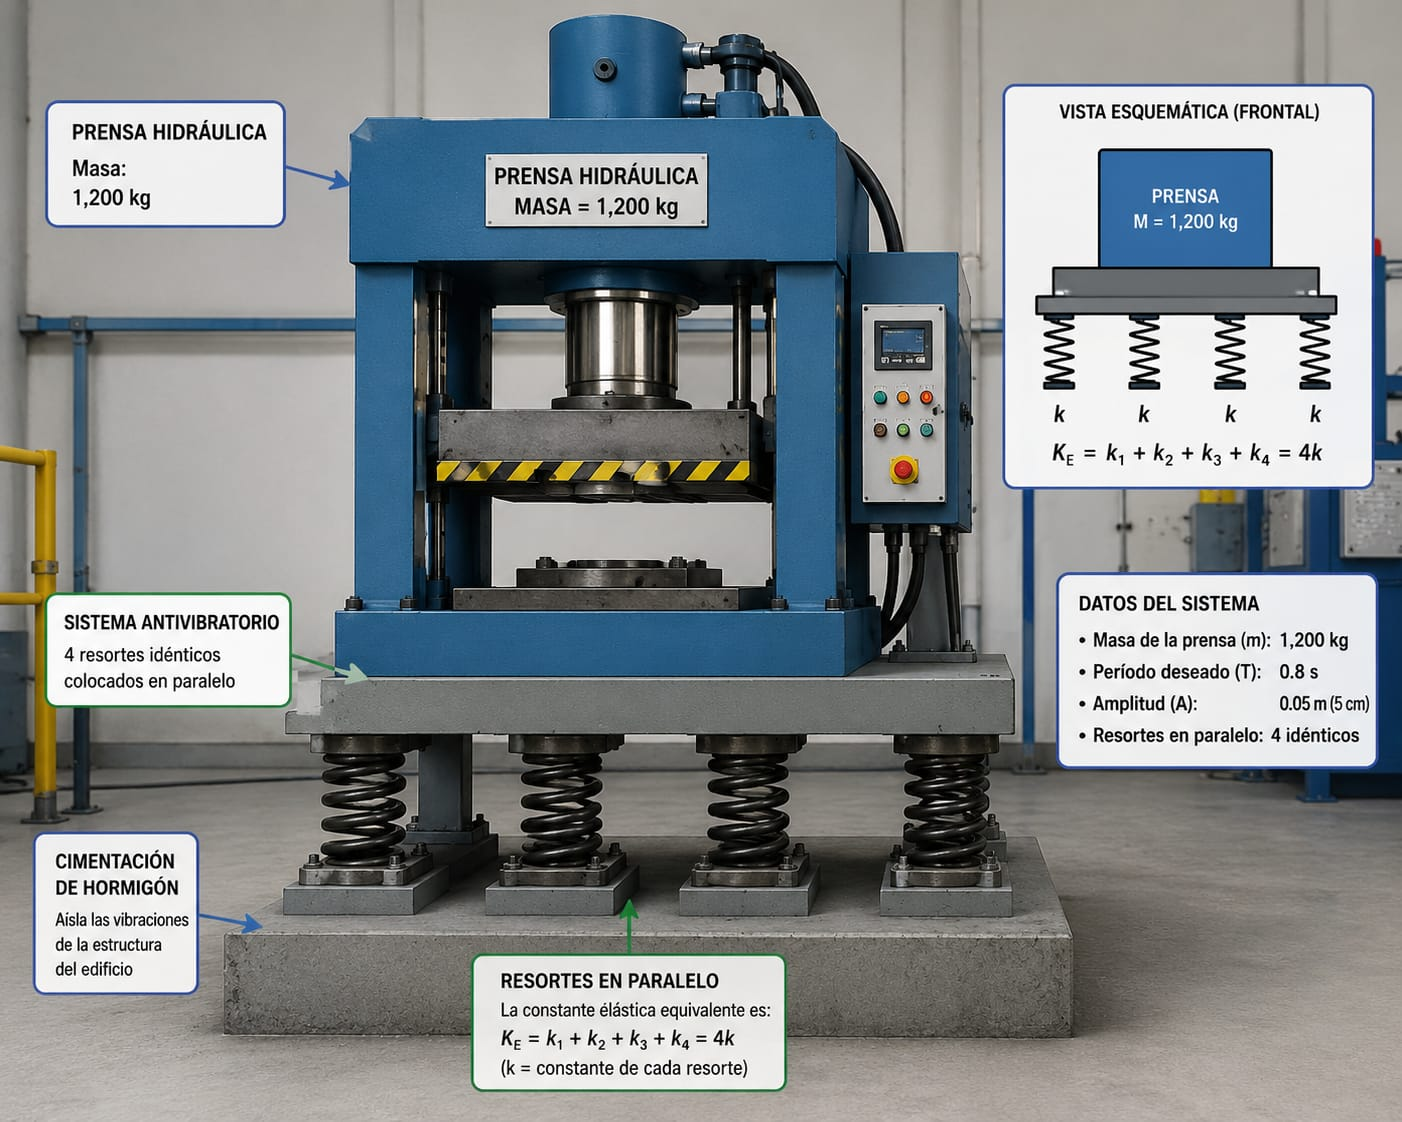 PRENSA HIDRÁULICA
Masa:
1,200 kg
PRENSA HIDRÁULICA
MASA = 1,200 kg
VISTA ESQUEMÁTICA (FRONTAL)
PRENSA
M = 1,200 kg
k k k k
K_E = k_1 + k_2 + k_3 + k_4 = 4k
SISTEMA ANTIVIBRATORIO
4 resortes idénticos
colocados en paralelo
DATOS DEL SISTEMA
• Masa de la prensa (m): 1,200 kg
• Período deseado (T): 0.8 s
• Amplitud (A): 0.05 m (5 cm)
• Resortes en paralelo: 4 idénticos
CIMENTACIÓN
DE HORMIGÓN
Aísla las vibraciones
de la estructura
del edificio
RESORTES EN PARALELO
La constante élástica equivalente es:
K_E = k_1 + k_2 + k_3 + k_4 = 4k
(k = constante de cada resorte)